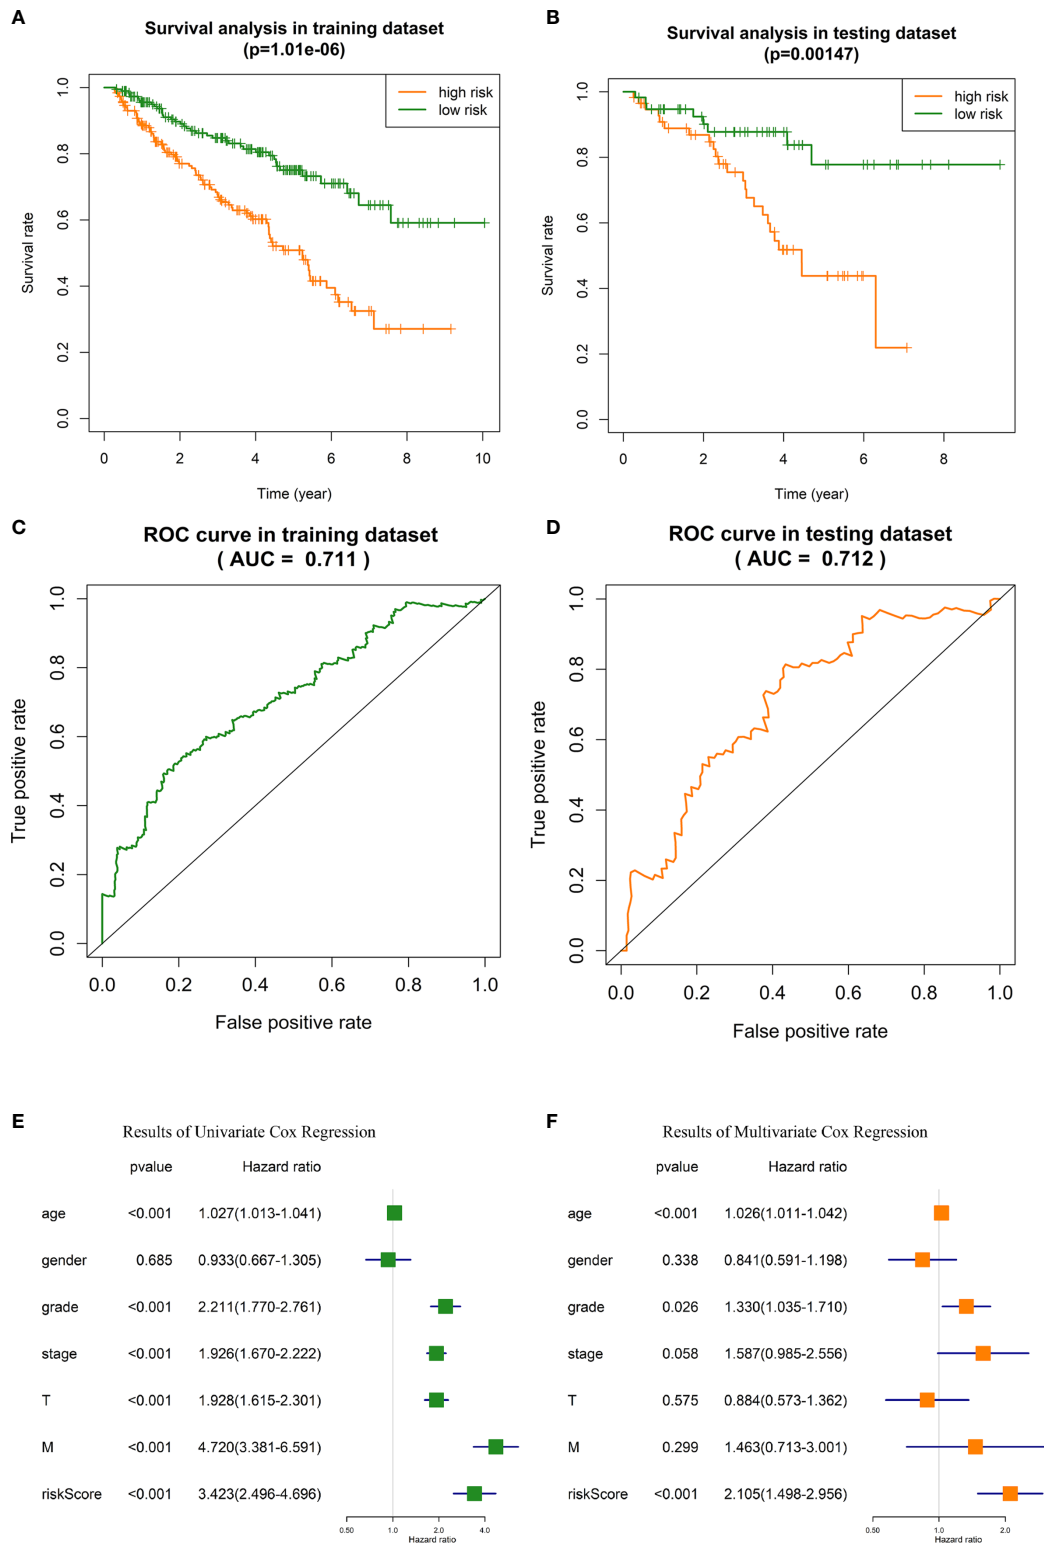 A
Survival analysis in training dataset
(p=1.01e-06)
high risk
low risk
Survival rate
0.0 0.2 0.4 0.6 0.8 1.0
0 2 4 6 8 10
Time (year)
B
Survival analysis in testing dataset
(p=0.00147)
high risk
low risk
Survival rate
0.0 0.2 0.4 0.6 0.8 1.0
0 2 4 6 8
Time (year)
C
ROC curve in training dataset
( AUC = 0.711 )
True positive rate
0.0 0.2 0.4 0.6 0.8 1.0
0.0 0.2 0.4 0.6 0.8 1.0
False positive rate
D
ROC curve in testing dataset
( AUC = 0.712 )
True positive rate
0.0 0.2 0.4 0.6 0.8 1.0
0.0 0.2 0.4 0.6 0.8 1.0
False positive rate
E
Results of Univariate Cox Regression
pvalue Hazard ratio
age <0.001 1.027(1.013-1.041)
gender 0.685 0.933(0.667-1.305)
grade <0.001 2.211(1.770-2.761)
stage <0.001 1.926(1.670-2.222)
T <0.001 1.928(1.615-2.301)
M <0.001 4.720(3.381-6.591)
riskScore <0.001 3.423(2.496-4.696)
0.50 1.0 2.0 4.0
Hazard ratio
F
Results of Multivariate Cox Regression
pvalue Hazard ratio
age <0.001 1.026(1.011-1.042)
gender 0.338 0.841(0.591-1.198)
grade 0.026 1.330(1.035-1.710)
stage 0.058 1.587(0.985-2.556)
T 0.575 0.884(0.573-1.362)
M 0.299 1.463(0.713-3.001)
riskScore <0.001 2.105(1.498-2.956)
0.50 1.0 2.0
Hazard ratio